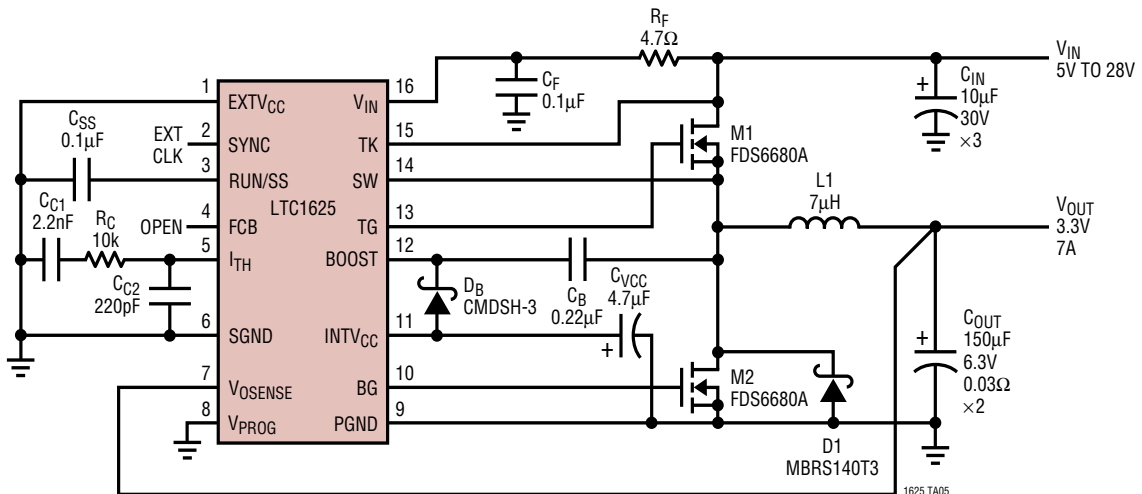 RF
4.7Ω
VIN
5V TO 28V
CF
0.1µF
+
CIN
10µF
30V
×3
1
EXTVCC
VIN
16
CSS
0.1µF
EXT
CLK
2
SYNC
TK
15
M1
FDS6680A
3
RUN/SS
SW
14
LTC1625
CC1
2.2nF
RC
10k
OPEN
4
FCB
TG
13
L1
7µH
VOUT
3.3V
7A
5
ITH
BOOST
12
CC2
220pF
DB
CMDSH-3
CB
0.22µF
CVCC
4.7µF
+
6
SGND
INTVCC
11
+
COUT
150µF
6.3V
0.03Ω
×2
7
VOSENSE
BG
10
M2
FDS6680A
8
VPROG
PGND
9
D1
MBRS140T3
1625 TA05